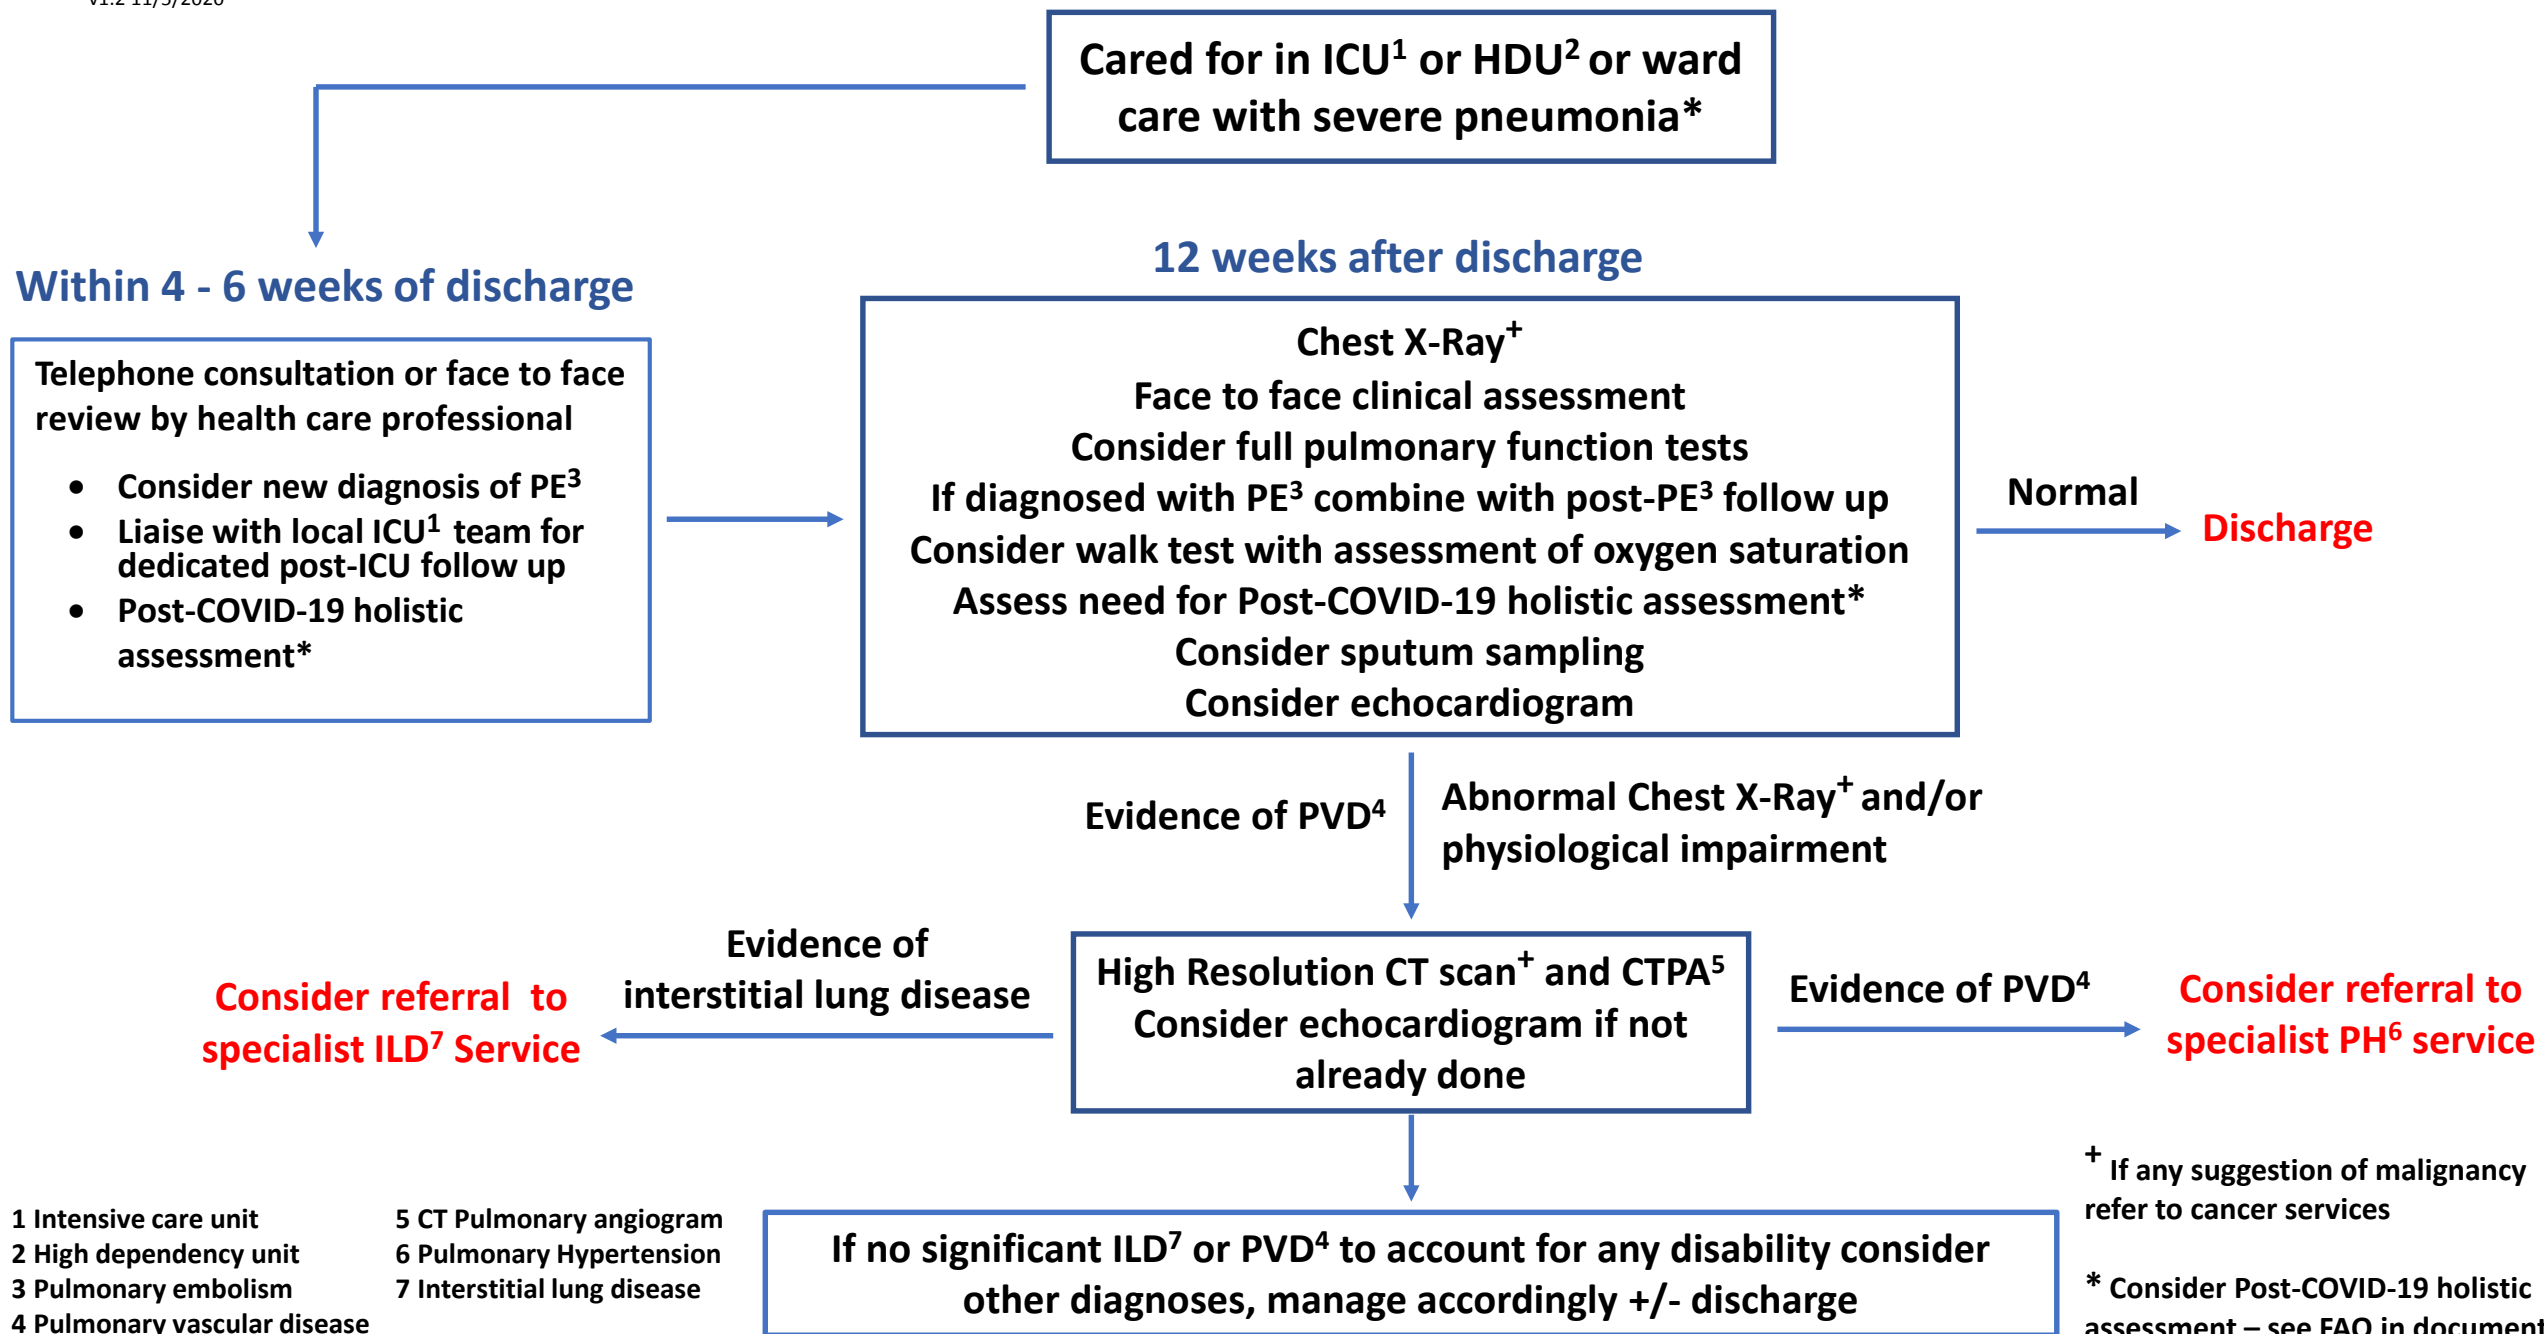 v1.2 11/5/2020
Cared for in ICU¹ or HDU² or ward
care with severe pneumonia*
Within 4 - 6 weeks of discharge
Telephone consultation or face to face
review by health care professional
• Consider new diagnosis of PE³
• Liaise with local ICU¹ team for
dedicated post-ICU follow up
• Post-COVID-19 holistic
assessment*
12 weeks after discharge
Chest X-Ray⁺
Face to face clinical assessment
Consider full pulmonary function tests
If diagnosed with PE³ combine with post-PE³ follow up
Consider walk test with assessment of oxygen saturation
Assess need for Post-COVID-19 holistic assessment*
Consider sputum sampling
Consider echocardiogram
Normal
Discharge
Evidence of PVD⁴
Abnormal Chest X-Ray⁺ and/or
physiological impairment
Evidence of
interstitial lung disease
Consider referral to
specialist ILD⁷ Service
High Resolution CT scan⁺ and CTPA⁵
Consider echocardiogram if not
already done
Evidence of PVD⁴
Consider referral to
specialist PH⁶ service
If no significant ILD⁷ or PVD⁴ to account for any disability consider
other diagnoses, manage accordingly +/- discharge
1 Intensive care unit
2 High dependency unit
3 Pulmonary embolism
4 Pulmonary vascular disease
5 CT Pulmonary angiogram
6 Pulmonary Hypertension
7 Interstitial lung disease
⁺ If any suggestion of malignancy
refer to cancer services
* Consider Post-COVID-19 holistic
assessment – see FAQ in document